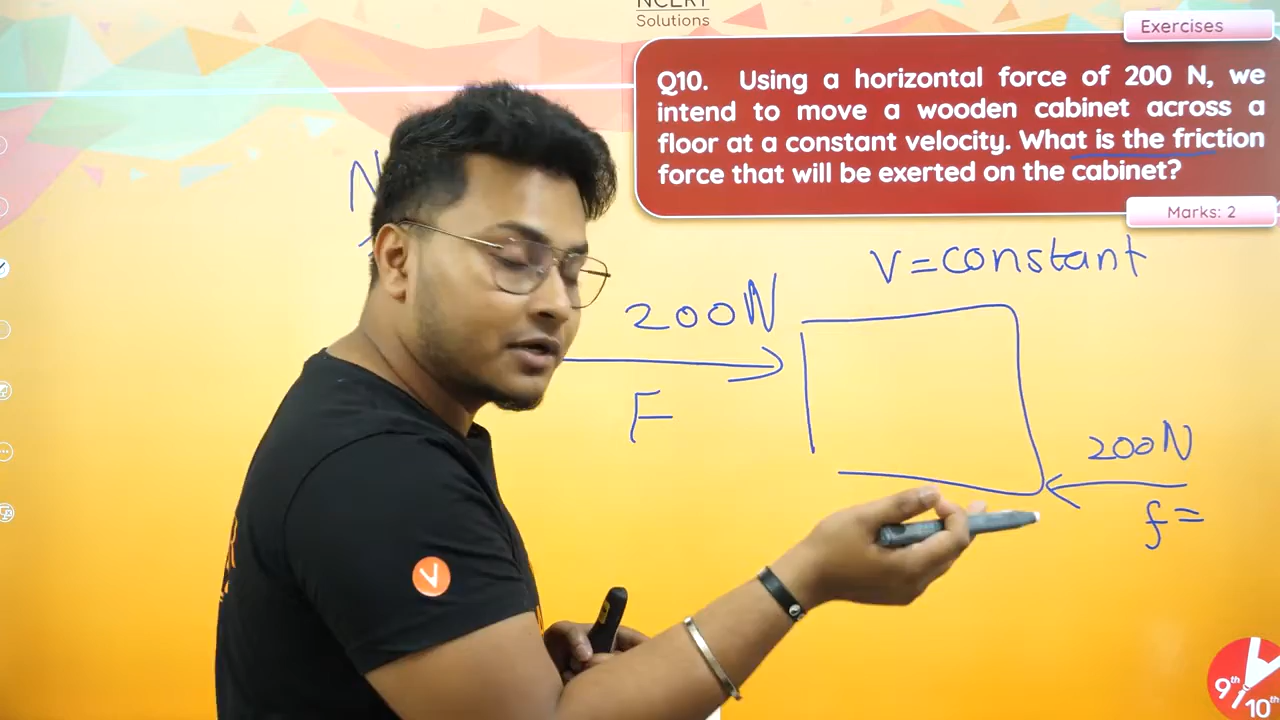 NCERT
Solutions
Exercises
Q10. Using a horizontal force of 200 N, we
intend to move a wooden cabinet across a
floor at a constant velocity. What is the friction
force that will be exerted on the cabinet?
Marks: 2
N
V=constant
200N
F
200N
f=
V
9th
10th